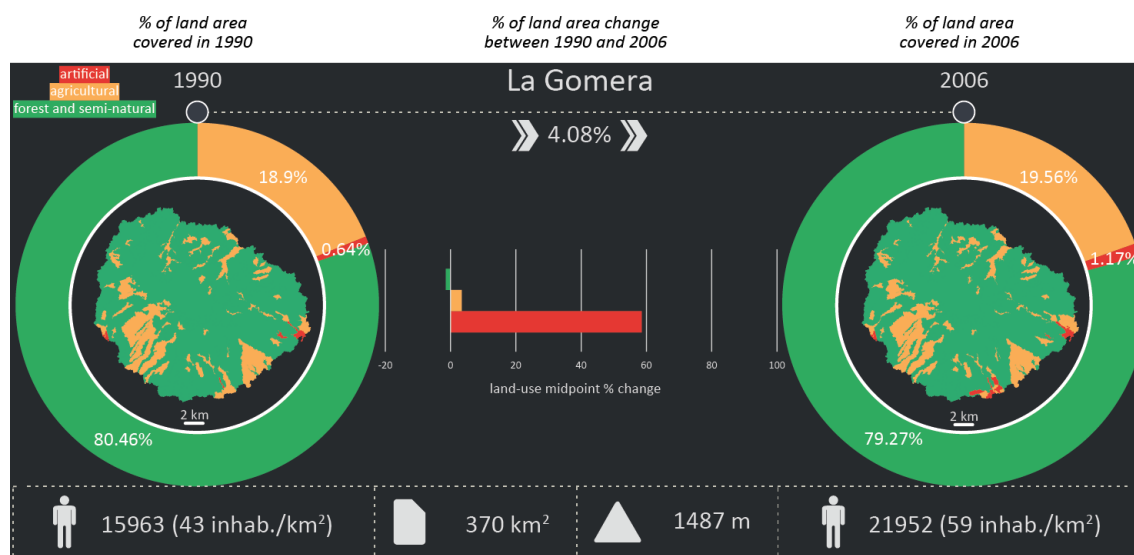 % of land area
covered in 1990
% of land area change
between 1990 and 2006
% of land area
covered in 2006
artificial
agricultural
forest and semi-natural
1990
La Gomera
2006
4.08%
18.9%
0.64%
80.46%
2 km
-20
0
20
40
60
80
100
land-use midpoint % change
19.56%
1.17%
79.27%
2 km
15963 (43 inhab./km²)
370 km²
1487 m
21952 (59 inhab./km²)